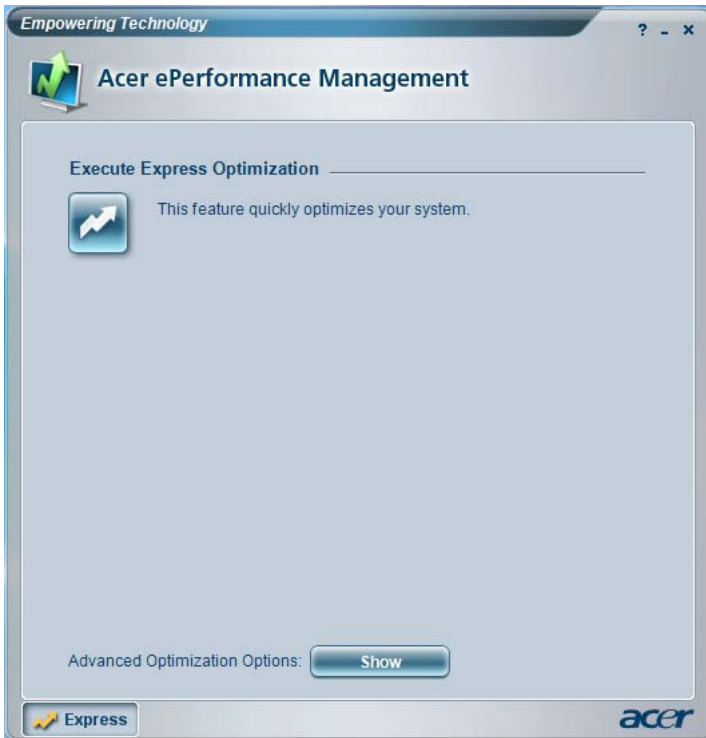 Empowering Technology
? - ×
Acer ePerformance Management
Execute Express Optimization
This feature quickly optimizes your system.
Advanced Optimization Options: Show
Express
acer